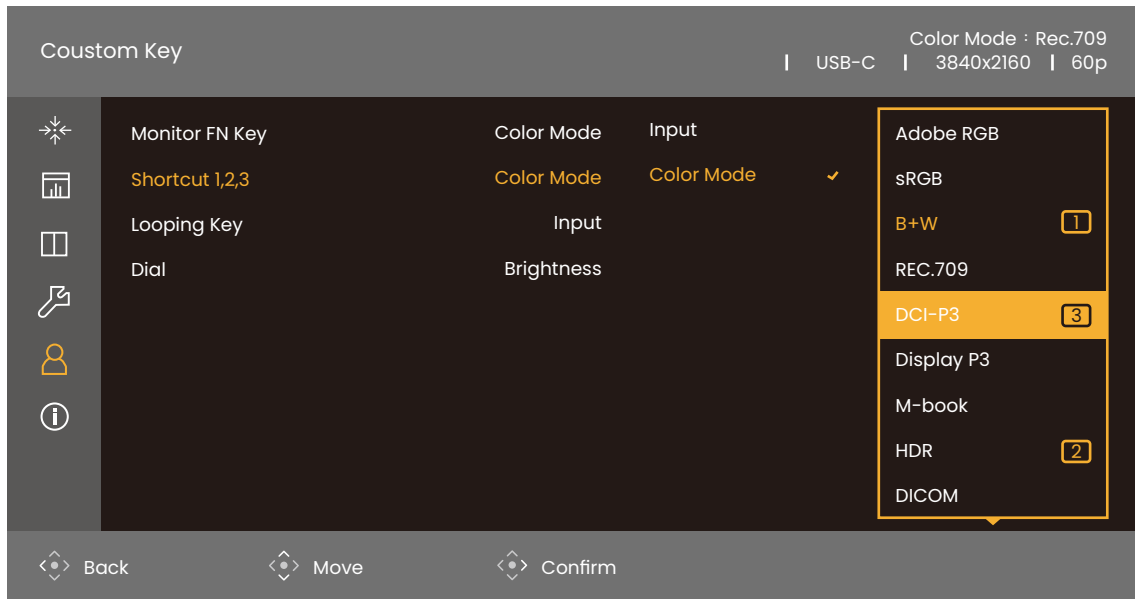 Coustom Key
Color Mode : Rec.709
| USB-C | 3840x2160 | 60p
Monitor FN Key Color Mode Input Adobe RGB
Shortcut 1,2,3 Color Mode Color Mode sRGB
Looping Key Input B+W 1
Dial Brightness REC.709
DCI-P3 3
Display P3
M-book
HDR 2
DICOM
Back Move Confirm